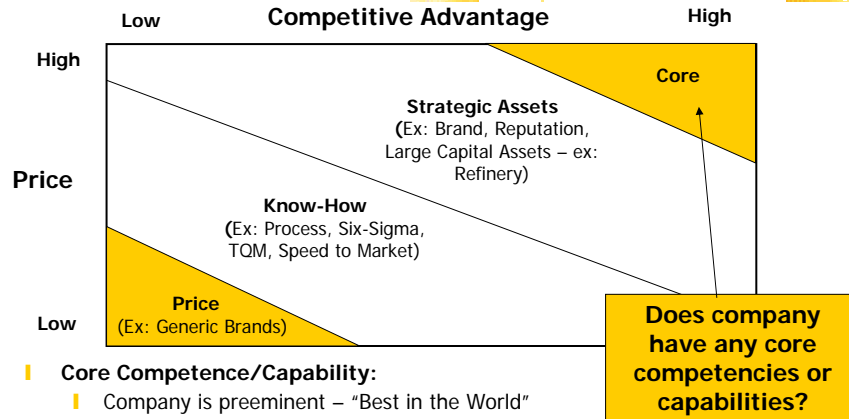 Low Competitive Advantage High
High
Core
Strategic Assets
(Ex: Brand, Reputation,
Large Capital Assets – ex:
Refinery)
Price
Know-How
(Ex: Process, Six-Sigma,
TQM, Speed to Market)
Price
(Ex: Generic Brands)
Low
Does company
have any core
competencies or
capabilities?
Core Competence/Capability:
Company is preeminent – “Best in the World”